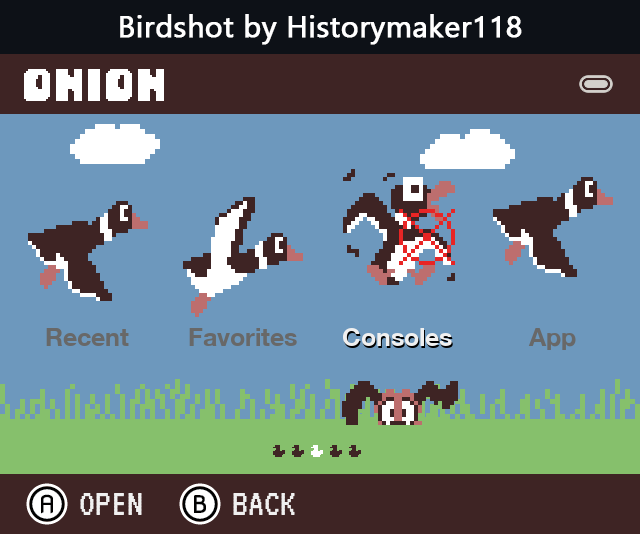 Birdshot by Historymaker118
ONION
Recent
Favorites
Consoles
App
A OPEN B BACK